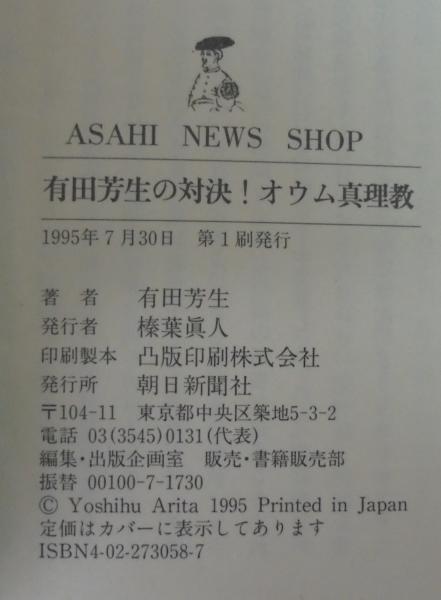 ASAHI NEWS SHOP
有田芳生の対決！オウム真理教
1995年7月30日　第1刷発行
著　者　有田芳生
発行者　榛葉眞人
印刷製本　凸版印刷株式会社
発行所　朝日新聞社
〒104-11　東京都中央区築地5-3-2
電話 03(3545)0131(代表)
編集・出版企画室　販売・書籍販売部
振替 00100-7-1730
© Yoshihu Arita 1995 Printed in Japan
定価はカバーに表示してあります
ISBN4-02-273058-7